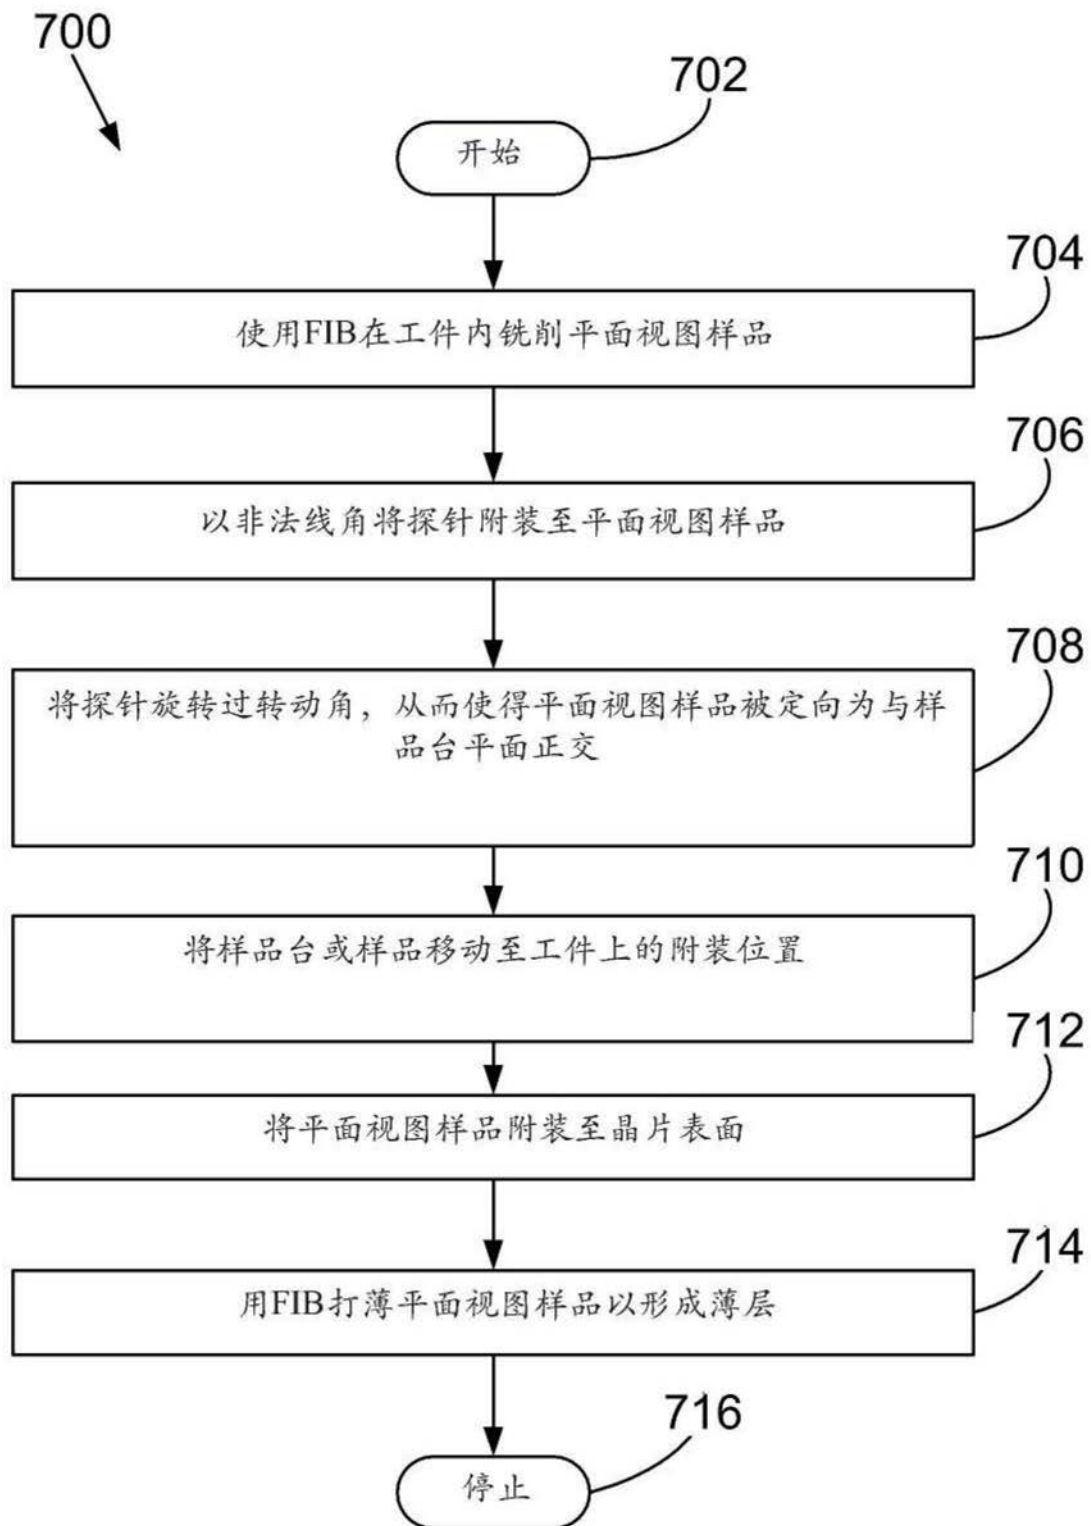 700
702
开始
704
使用FIB在工件内铣削平面视图样品
706
以非法线角将探针附装至平面视图样品
708
将探针旋转过转动角，从而使得平面视图样品被定向为与样
品台平面正交
710
将样品台或样品移动至工件上的附装位置
712
将平面视图样品附装至晶片表面
714
用FIB打薄平面视图样品以形成薄层
716
停止